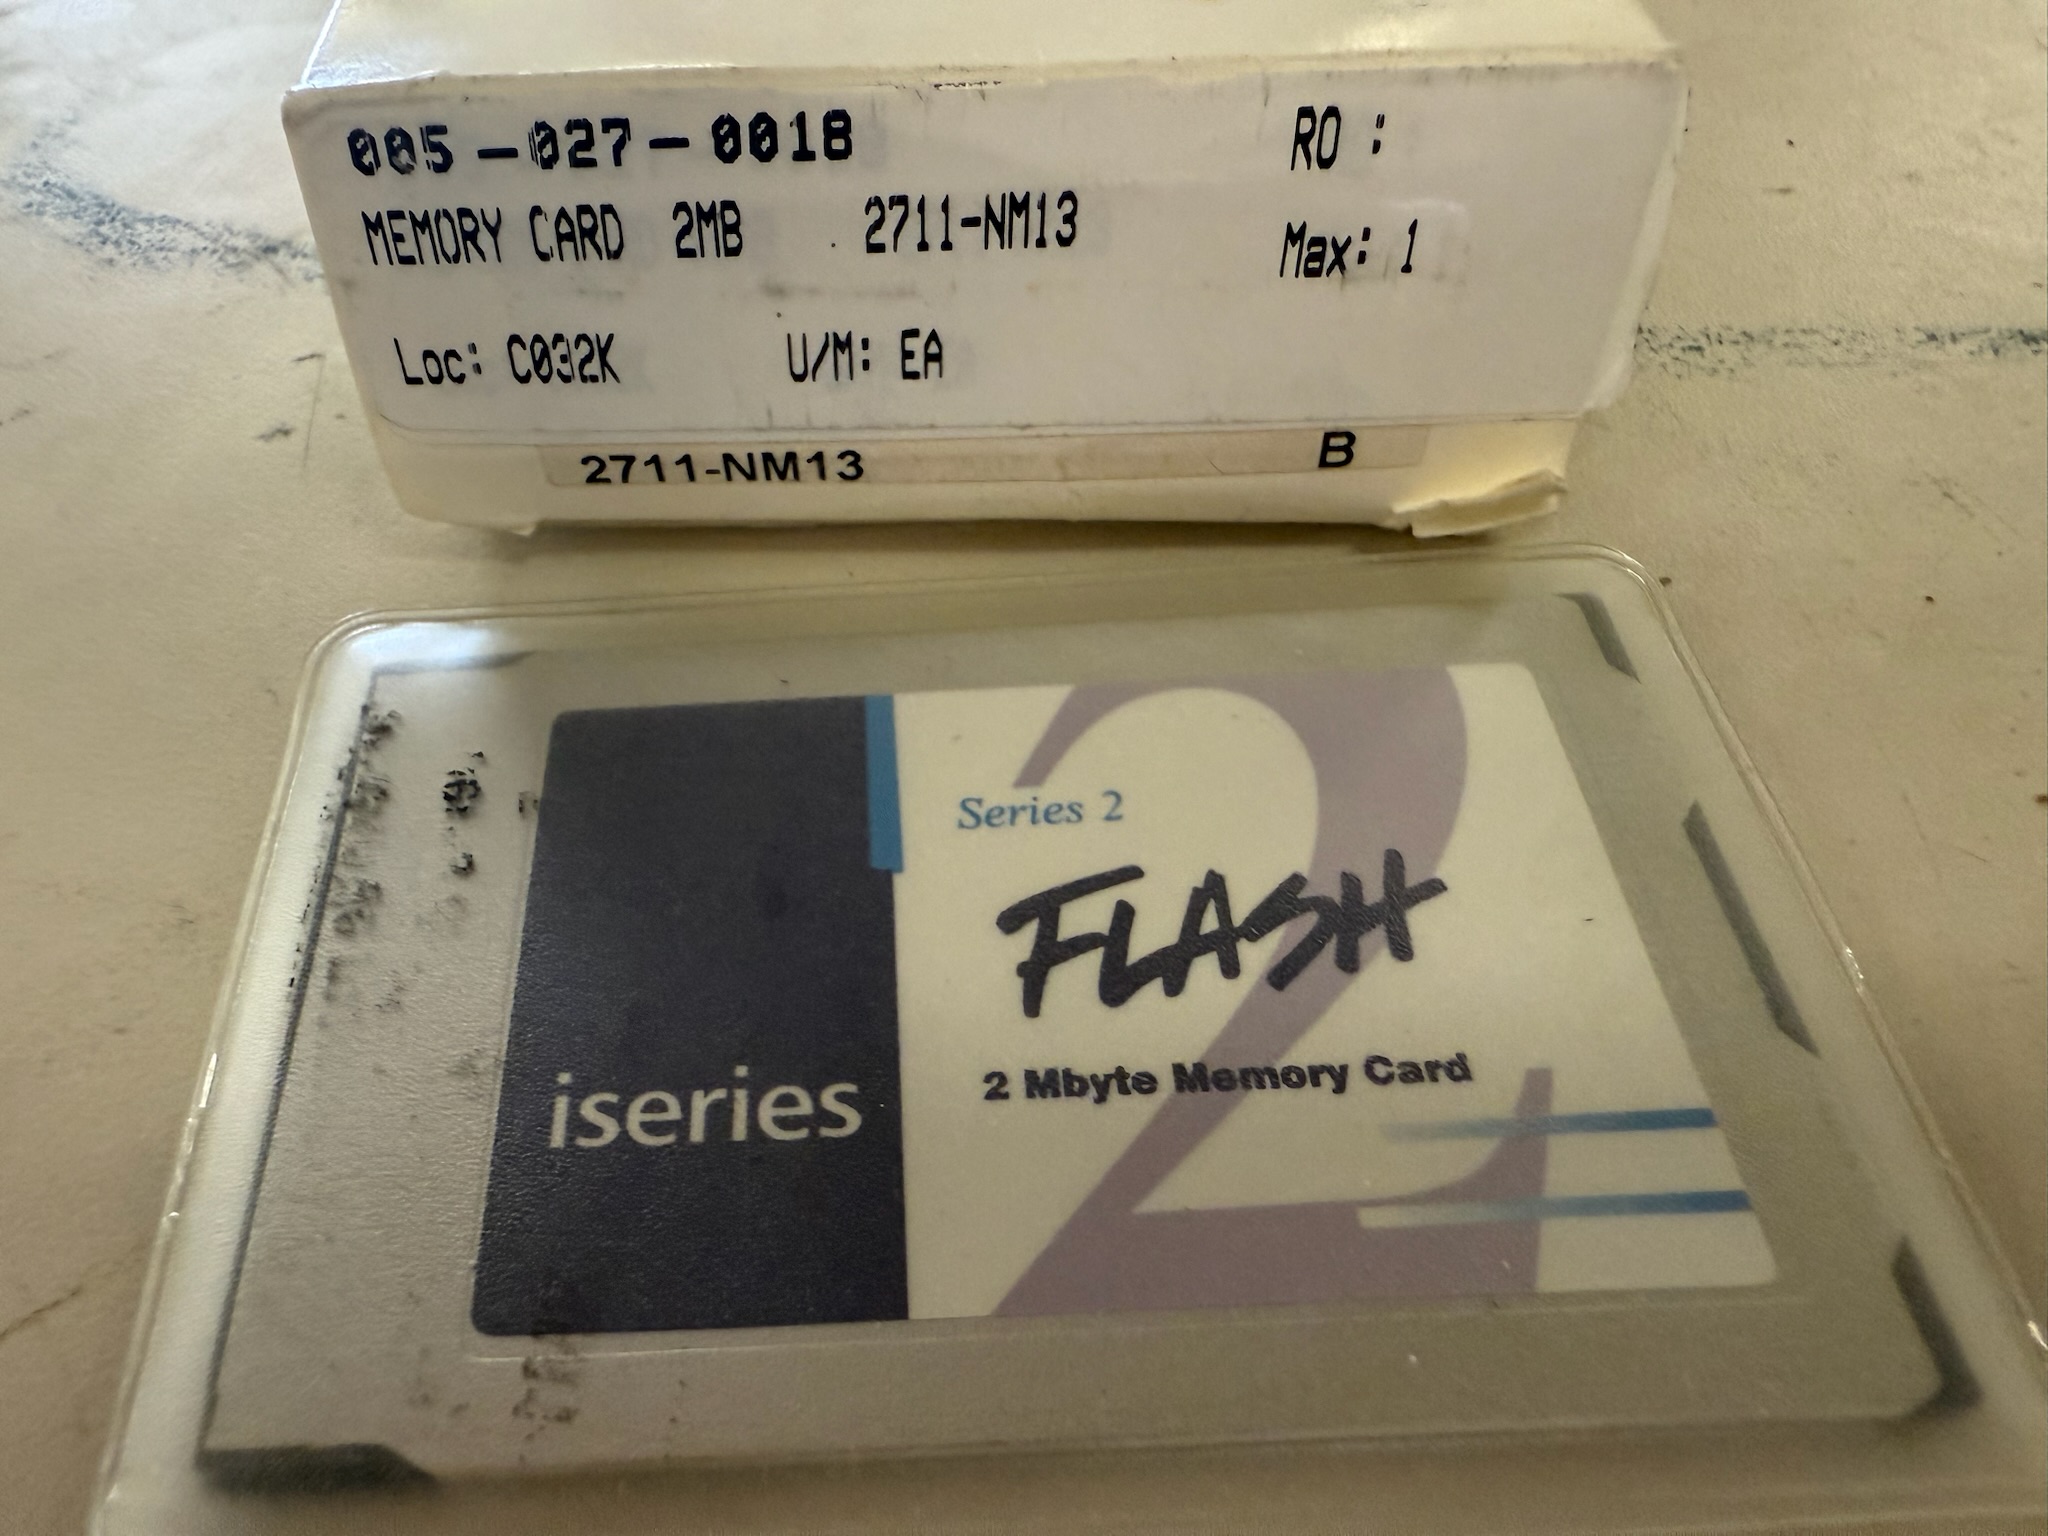 005-027-0018 RO :
MEMORY CARD 2MB 2711-NM13 Max: 1
Loc: C032K U/M: EA
2711-NM13 B
Series 2
FLASH
2 Mbyte Memory Card
iseries
2